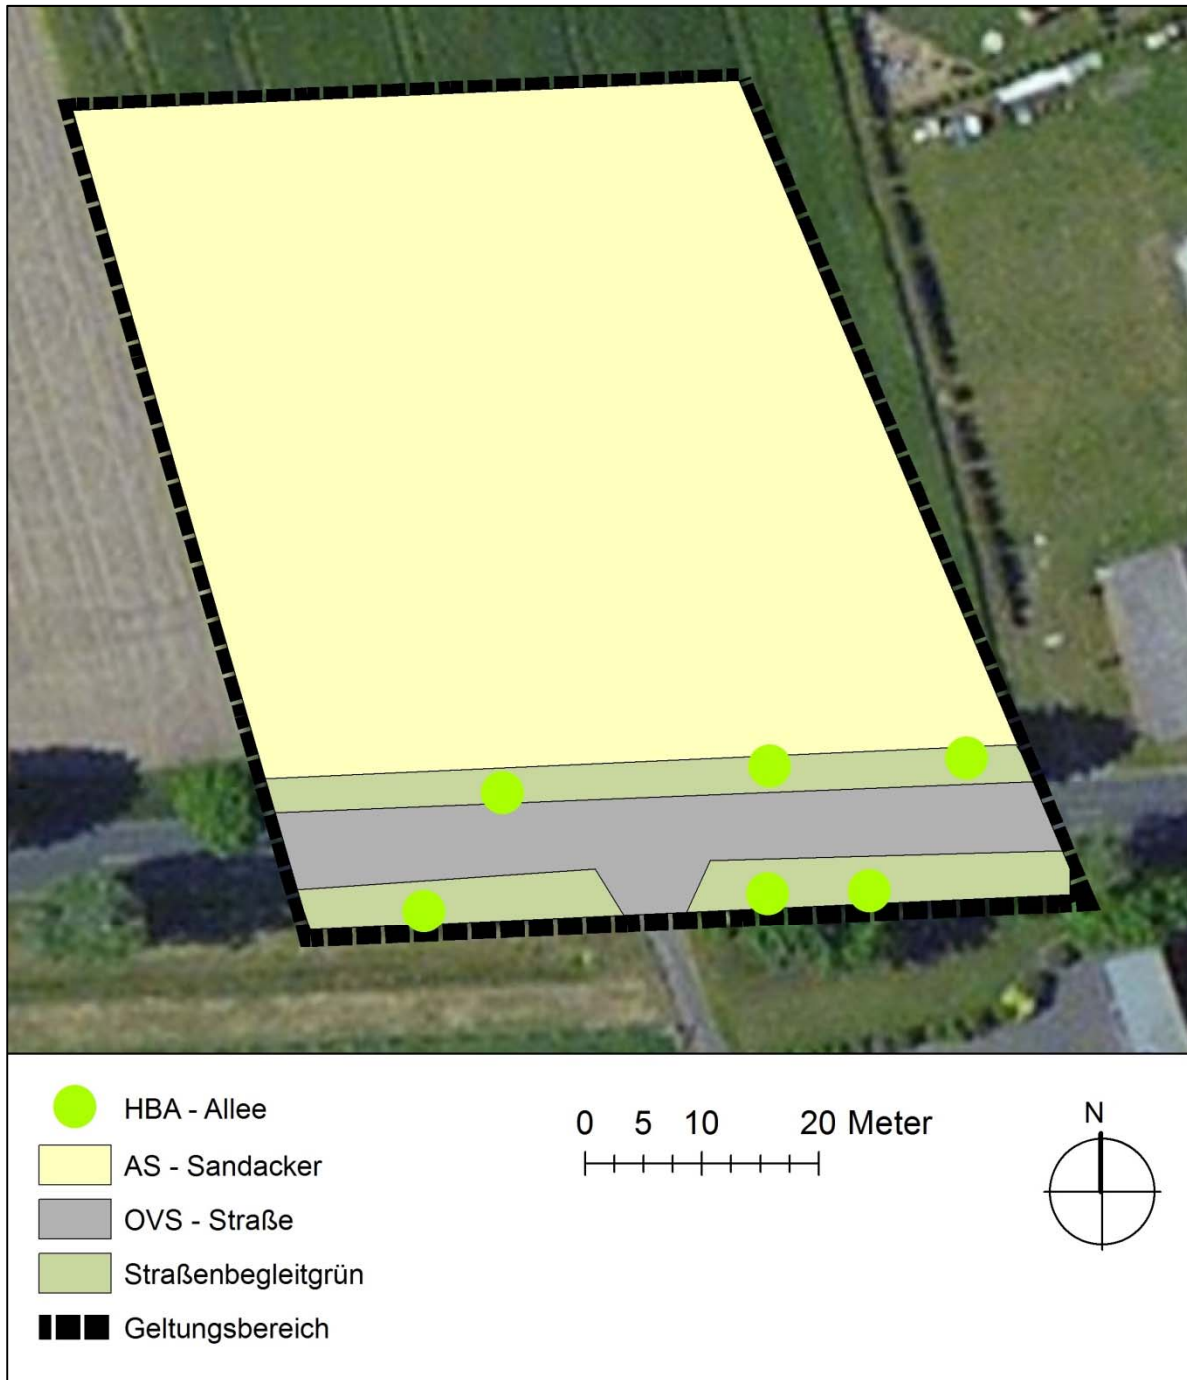 HBA - Allee
AS - Sandacker
OVS - Straße
Straßenbegleitgrün
Geltungsbereich
0 5 10 20 Meter
N